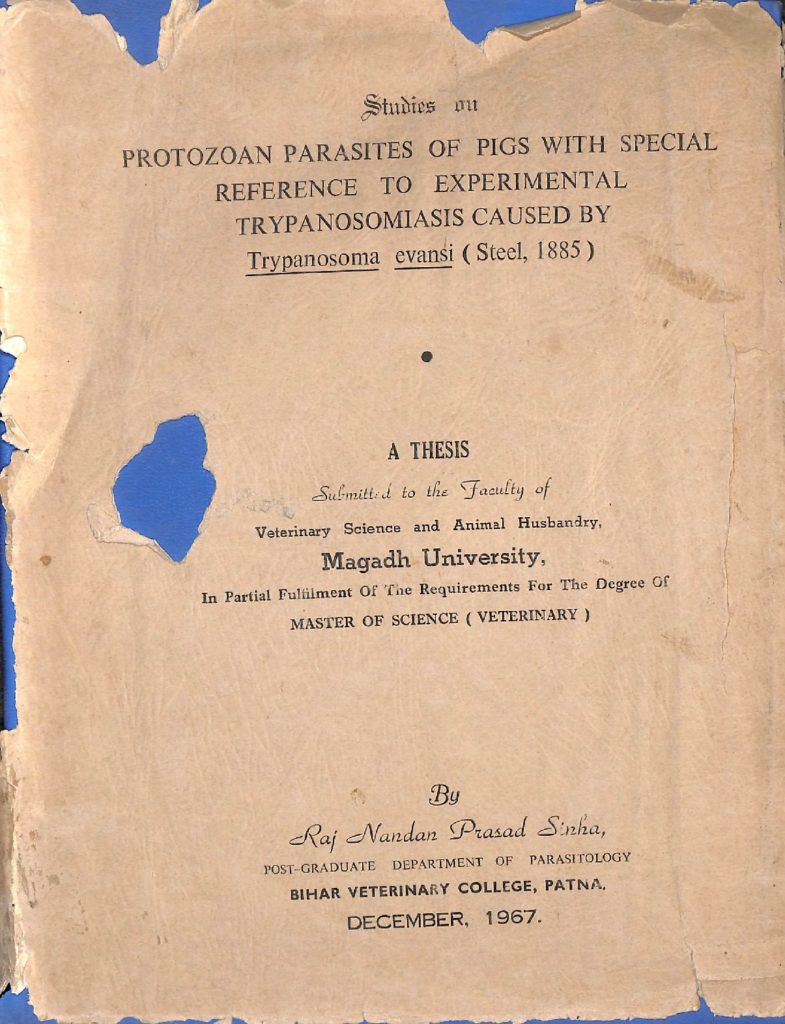 Studies on
PROTOZOAN PARASITES OF PIGS WITH SPECIAL
REFERENCE TO EXPERIMENTAL
TRYPANOSOMIASIS CAUSED BY
Trypanosoma evansi ( Steel, 1885 )
A THESIS
Submitted to the Faculty of
Veterinary Science and Animal Husbandry,
Magadh University,
In Partial Fulfilment Of The Requirements For The Degree Of
MASTER OF SCIENCE ( VETERINARY )
By
Raj Nandan Prasad Sinha,
POST-GRADUATE DEPARTMENT OF PARASITOLOGY
BIHAR VETERINARY COLLEGE, PATNA.
DECEMBER, 1967.